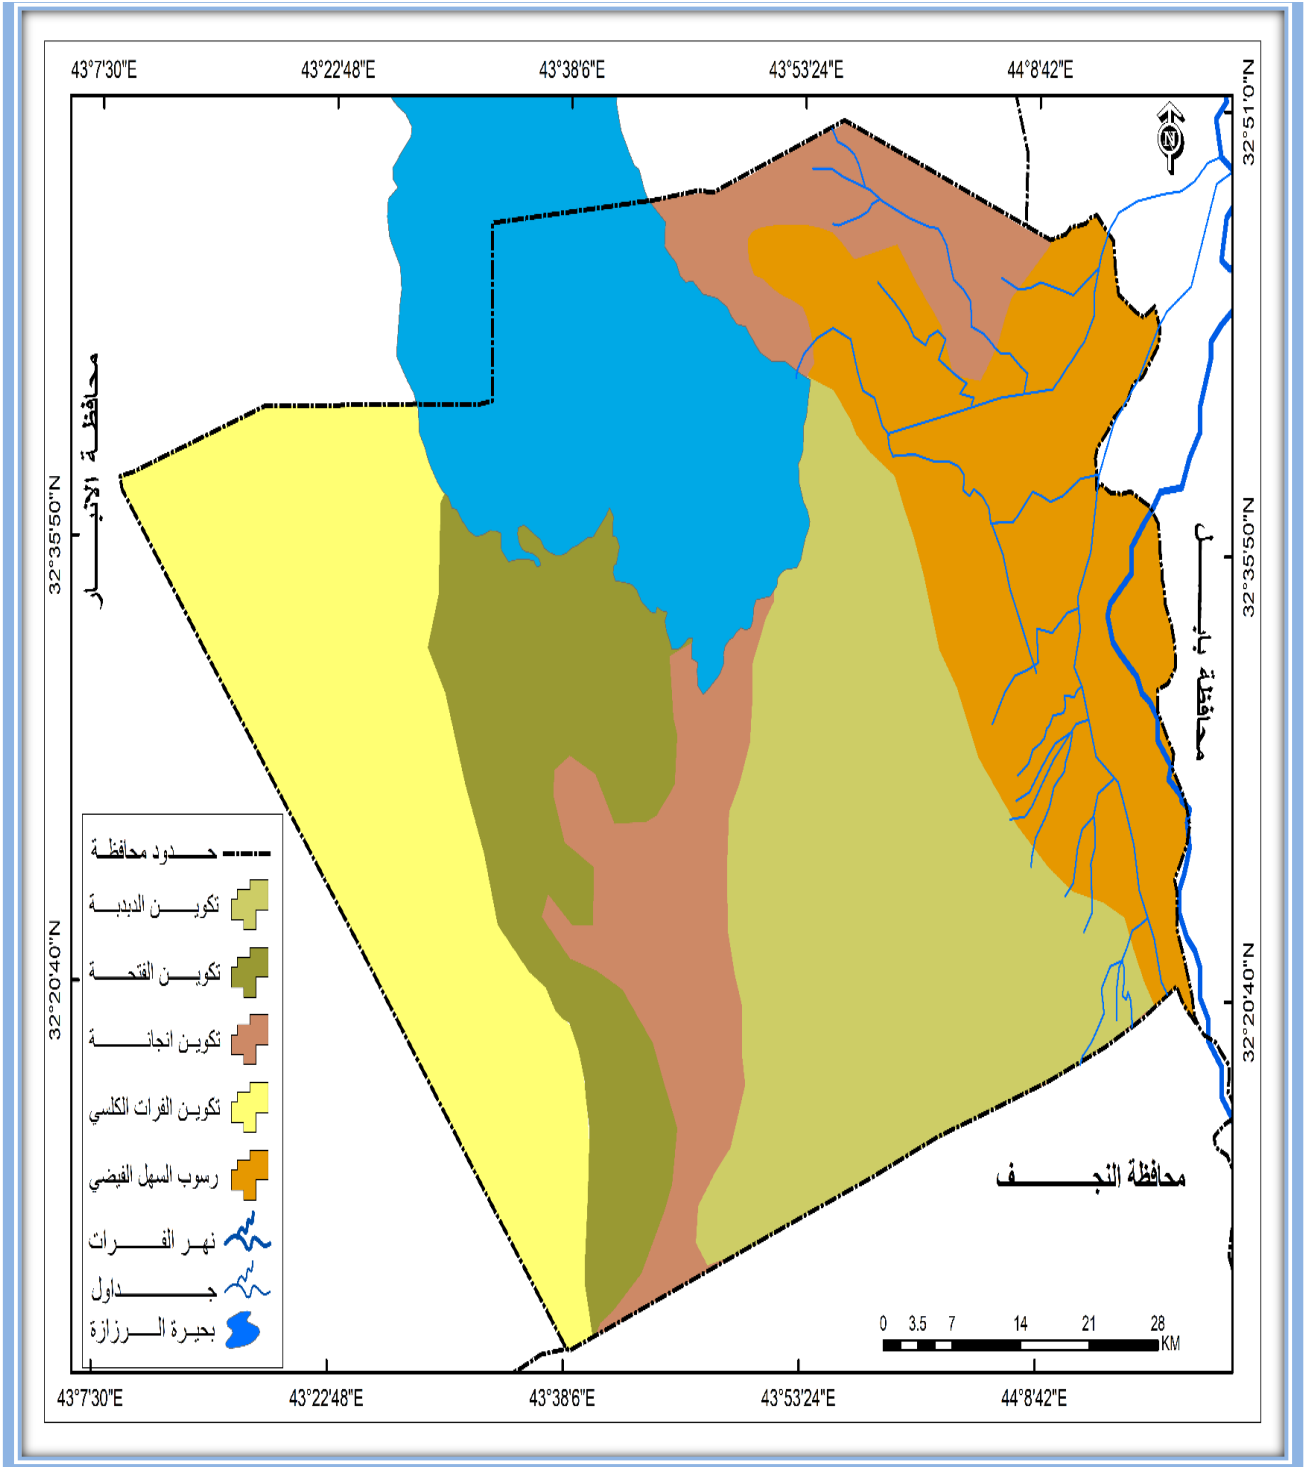 43°7'30"E 43°22'48"E 43°38'6"E 43°53'24"E 44°8'42"E
32°51'0"N
N
محافظة الانبار
32°35'50"N
32°35'50"N
محافظة بابل
حدود محافظة
تكوين الدبدبة
تكوين الفتحة
تكوين انجانة
تكوين الفرات الكلسي
رسوب السهل الفيضي
نهر الفرات
جداول
بحيرة الرزازة
32°20'40"N
32°20'40"N
محافظة النجف
0 3.5 7 14 21 28
KM
43°7'30"E 43°22'48"E 43°38'6"E 43°53'24"E 44°8'42"E